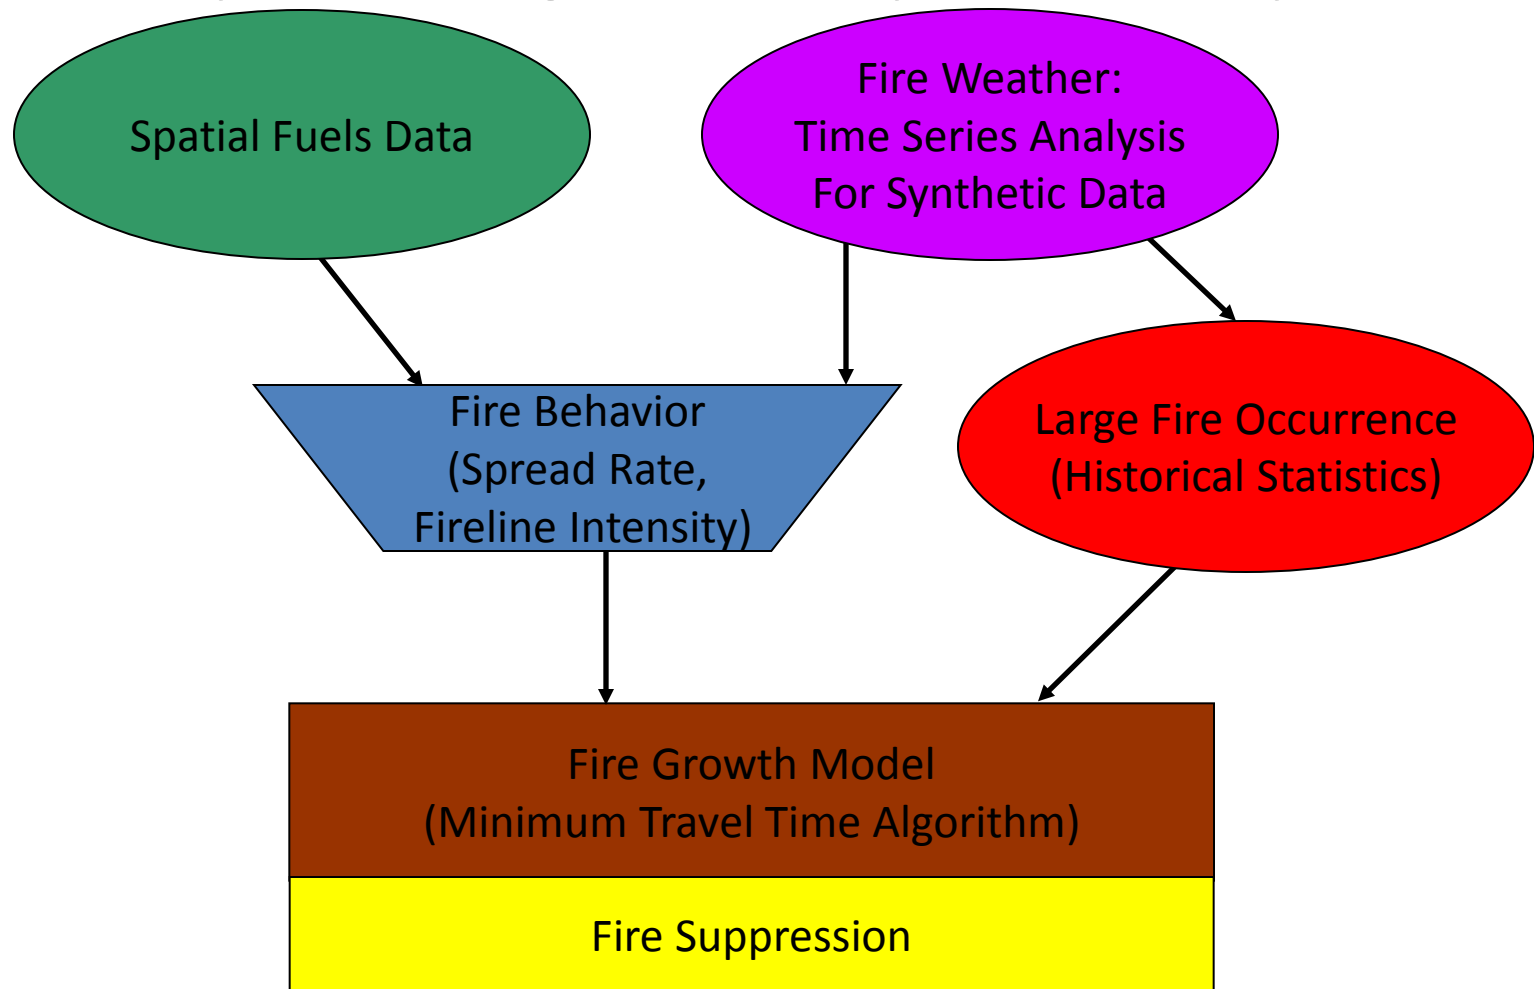 Spatial Fuels Data
Fire Weather:
Time Series Analysis
For Synthetic Data
Fire Behavior
(Spread Rate,
Fireline Intensity)
Large Fire Occurrence
(Historical Statistics)
Fire Growth Model
(Minimum Travel Time Algorithm)
Fire Suppression